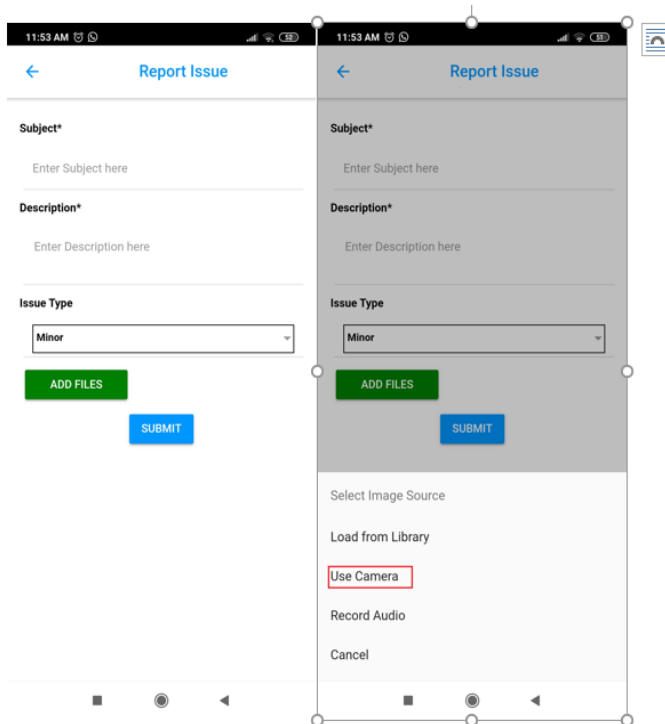 11:53 AM
52
Report Issue
Subject*
Enter Subject here
Description*
Enter Description here
Issue Type
Minor
ADD FILES
SUBMIT
11:53 AM
Report Issue
Subject*
Enter Subject here
Description*
Enter Description here
Issue Type
Minor
ADD FILES
SUBMIT
Select Image Source
Load from Library
Use Camera
Record Audio
Cancel